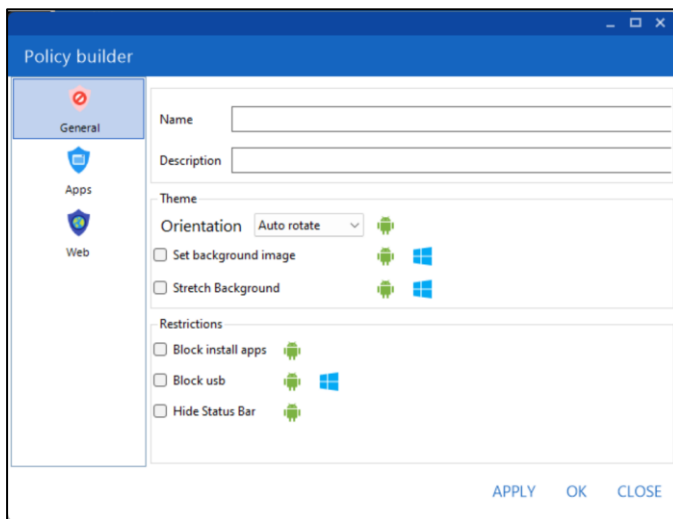 Policy builder
General
Apps
Web
Name
Description
Theme
Orientation Auto rotate
Set background image
Stretch Background
Restrictions
Block install apps
Block usb
Hide Status Bar
APPLY OK CLOSE